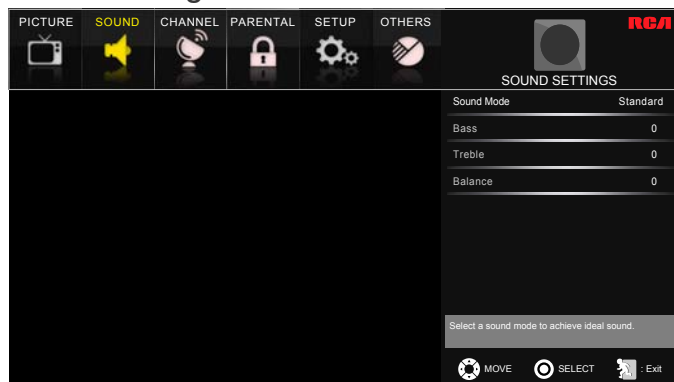 PICTURE SOUND CHANNEL PARENTAL SETUP OTHERS
RCA
SOUND SETTINGS
Sound Mode Standard
Bass 0
Treble 0
Balance 0
Select a sound mode to achieve ideal sound.
MOVE SELECT : Exit